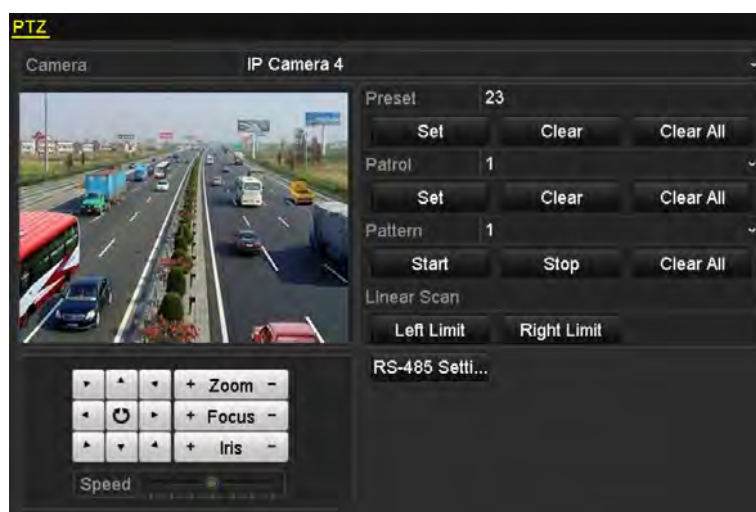 PTZ
Camera IP Camera 4
Preset 23
Set Clear Clear All
Patrol 1
Set Clear Clear All
Pattern 1
Start Stop Clear All
Linear Scan
Left Limit Right Limit
RS-485 Setti...
+ Zoom -
+ Focus -
+ Iris -
Speed